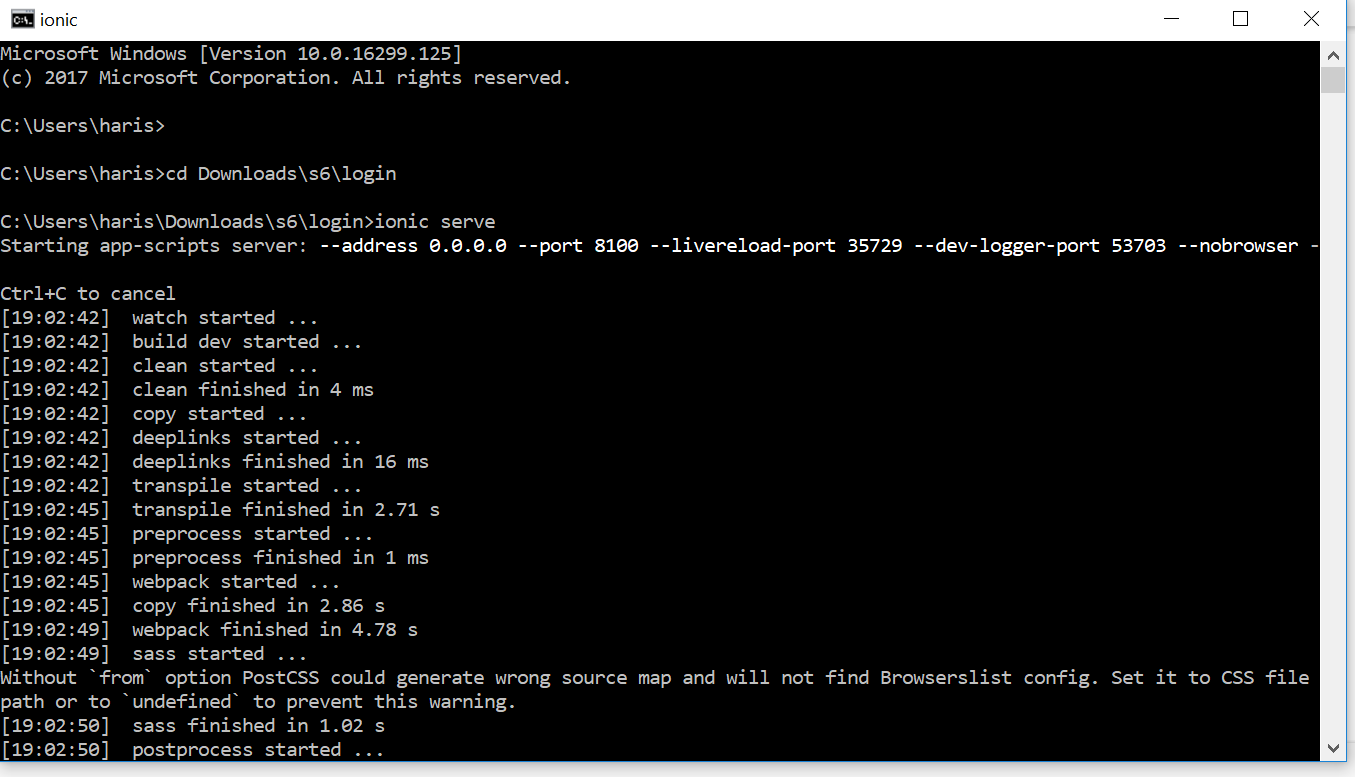 ionic
Microsoft Windows [Version 10.0.16299.125]
(c) 2017 Microsoft Corporation. All rights reserved.
C:\Users\haris>
C:\Users\haris>cd Downloads\s6\login
C:\Users\haris\Downloads\s6\login>ionic serve
Starting app-scripts server: --address 0.0.0.0 --port 8100 --livereload-port 35729 --dev-logger-port 53703 --nobrowser -
Ctrl+C to cancel
[19:02:42]  watch started ...
[19:02:42]  build dev started ...
[19:02:42]  clean started ...
[19:02:42]  clean finished in 4 ms
[19:02:42]  copy started ...
[19:02:42]  deeplinks started ...
[19:02:42]  deeplinks finished in 16 ms
[19:02:42]  transpile started ...
[19:02:45]  transpile finished in 2.71 s
[19:02:45]  preprocess started ...
[19:02:45]  preprocess finished in 1 ms
[19:02:45]  webpack started ...
[19:02:45]  copy finished in 2.86 s
[19:02:49]  webpack finished in 4.78 s
[19:02:49]  sass started ...
Without `from` option PostCSS could generate wrong source map and will not find Browserslist config. Set it to CSS file
path or to `undefined` to prevent this warning.
[19:02:50]  sass finished in 1.02 s
[19:02:50]  postprocess started ...